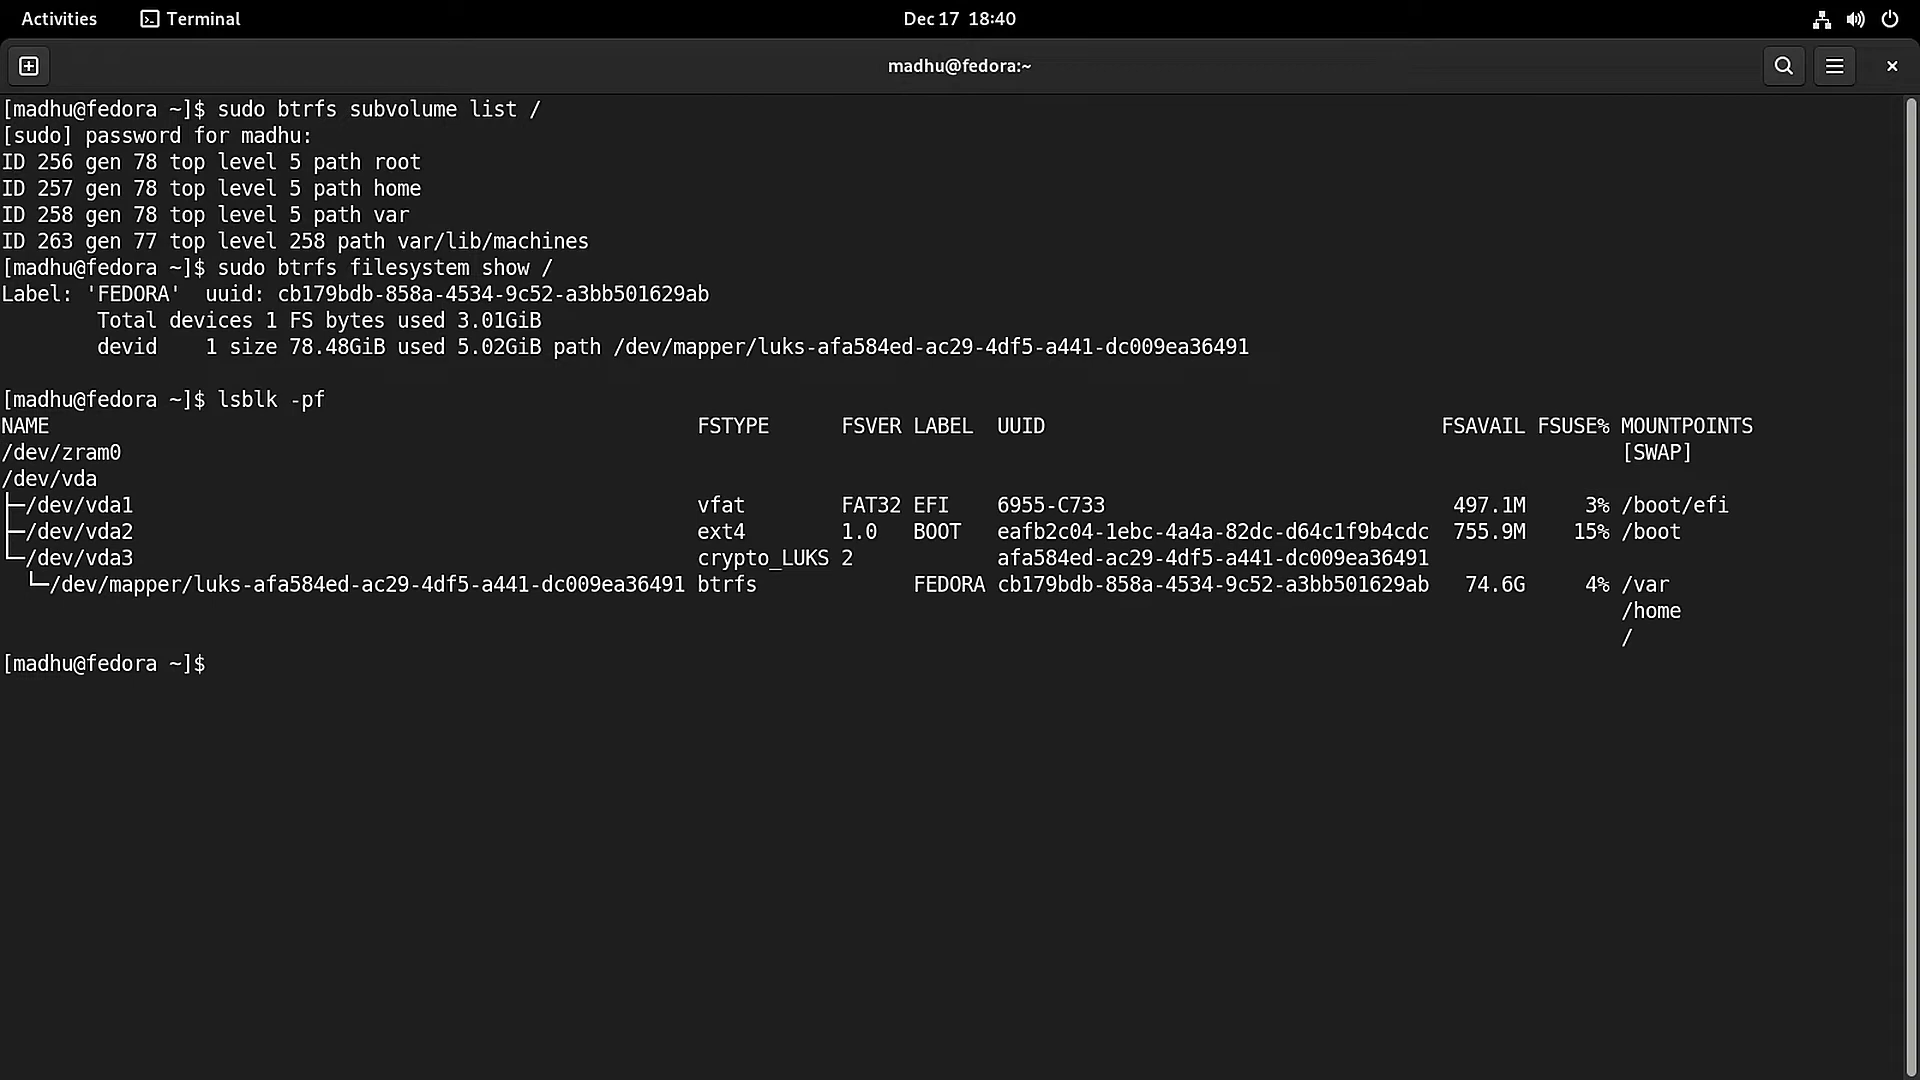 Activities Terminal Dec 17 18:40
madhu@fedora:~
[madhu@fedora ~]$ sudo btrfs subvolume list /
[sudo] password for madhu:
ID 256 gen 78 top level 5 path root
ID 257 gen 78 top level 5 path home
ID 258 gen 78 top level 5 path var
ID 263 gen 77 top level 258 path var/lib/machines
[madhu@fedora ~]$ sudo btrfs filesystem show /
Label: 'FEDORA'  uuid: cb179bdb-858a-4534-9c52-a3bb501629ab
        Total devices 1 FS bytes used 3.01GiB
        devid    1 size 78.48GiB used 5.02GiB path /dev/mapper/luks-afa584ed-ac29-4df5-a441-dc009ea36491
[madhu@fedora ~]$ lsblk -pf
NAME FSTYPE FSVER LABEL UUID FSAVAIL FSUSE% MOUNTPOINTS
/dev/zram0 [SWAP]
/dev/vda
├─/dev/vda1 vfat FAT32 EFI 6955-C733 497.1M 3% /boot/efi
├─/dev/vda2 ext4 1.0 BOOT eafb2c04-1ebc-4a4a-82dc-d64c1f9b4cdc 755.9M 15% /boot
└─/dev/vda3 crypto_LUKS 2 afa584ed-ac29-4df5-a441-dc009ea36491
  └─/dev/mapper/luks-afa584ed-ac29-4df5-a441-dc009ea36491 btrfs FEDORA cb179bdb-858a-4534-9c52-a3bb501629ab 74.6G 4% /var
/home
/
[madhu@fedora ~]$